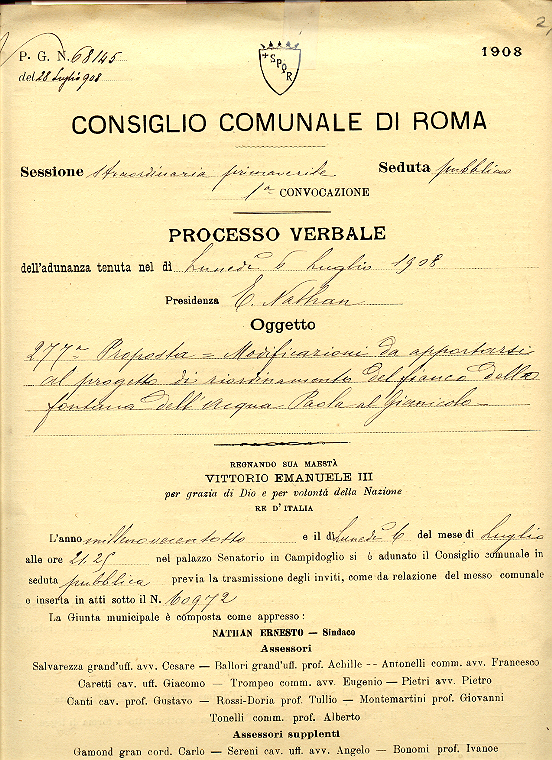 2
P. G. N. 68145
1908
del 28 Luglio 908
SPQR
CONSIGLIO COMUNALE DI ROMA
Sessione straordinaria primaverile Seduta pubblica
1ª CONVOCAZIONE
PROCESSO VERBALE
dell'adunanza tenuta nel dì Lunedì 6 Luglio 1908
Presidenza E. Nathan
Oggetto
277ª Proposta = Modificazioni da apportarsi
al progetto di riordinamento del fianco della
fontana dell'Acqua Paola al Gianicolo
REGNANDO SUA MAESTÀ
VITTORIO EMANUELE III
per grazia di Dio e per volontà della Nazione
RE D'ITALIA
L'anno millenovecentotto e il dì Lunedì 6 del mese di Luglio
alle ore 21.25 nel palazzo Senatorio in Campidoglio si è adunato il Consiglio comunale in
seduta pubblica previa la trasmissione degli inviti, come da relazione del messo comunale
e inserta in atti sotto il N. 60972
La Giunta municipale è composta come appresso:
NATHAN ERNESTO — Sindaco
Assessori
Salvarezza grand'uff. avv. Cesare — Ballori grand'uff. prof. Achille -- Antonelli comm. avv. Francesco
Caretti cav. uff. Giacomo — Trompeo comm. avv. Eugenio — Pietri avv. Pietro
Canti cav. prof. Gustavo — Rossi-Doria prof. Tullio — Montemartini prof. Giovanni
Tonelli comm. prof. Alberto
Assessori supplenti
Gamond gran cord. Carlo — Sereni cav. uff. avv. Angelo — Bonomi prof. Ivanoe